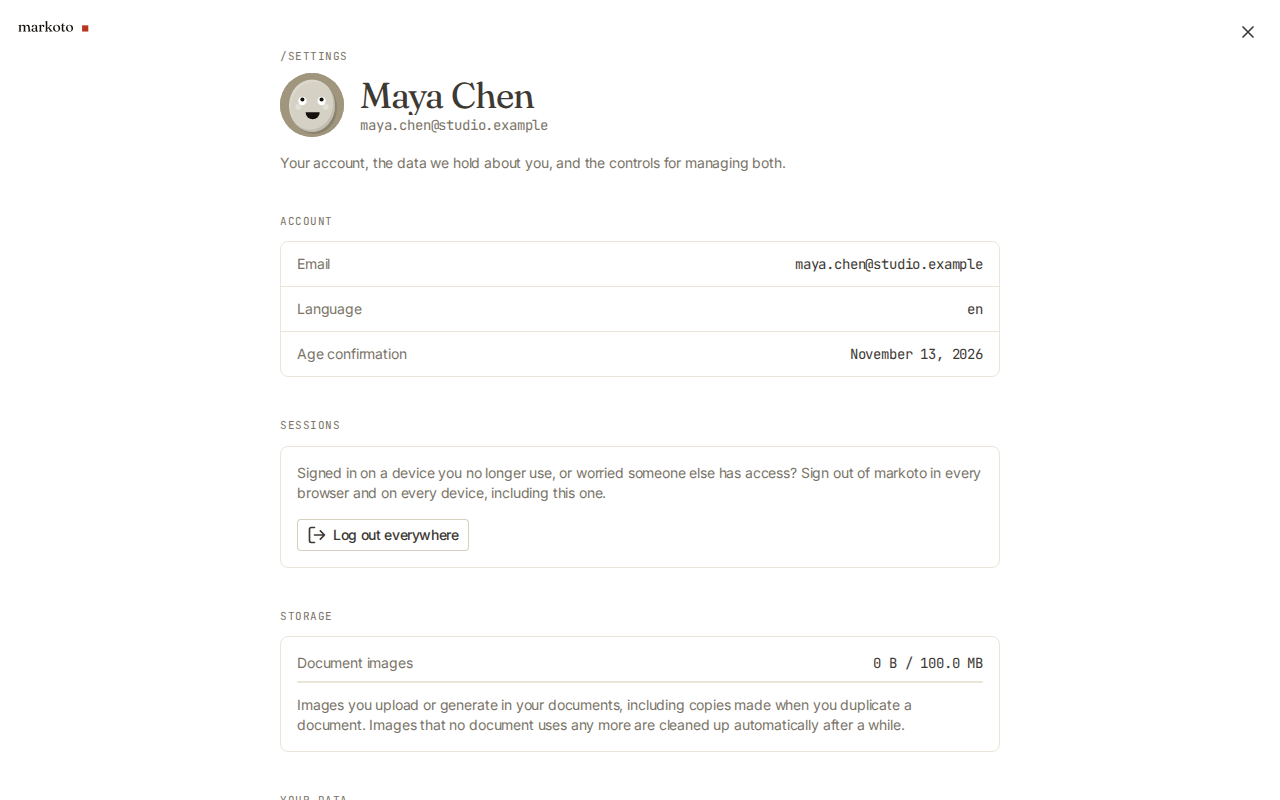 markoto
/SETTINGS
Maya Chen
maya.chen@studio.example
Your account, the data we hold about you, and the controls for managing both.
ACCOUNT
Email maya.chen@studio.example
Language en
Age confirmation November 13, 2026
SESSIONS
Signed in on a device you no longer use, or worried someone else has access? Sign out of markoto in every
browser and on every device, including this one.
Log out everywhere
STORAGE
Document images 0 B / 100.0 MB
Images you upload or generate in your documents, including copies made when you duplicate a
document. Images that no document uses any more are cleaned up automatically after a while.
YOUR DATA